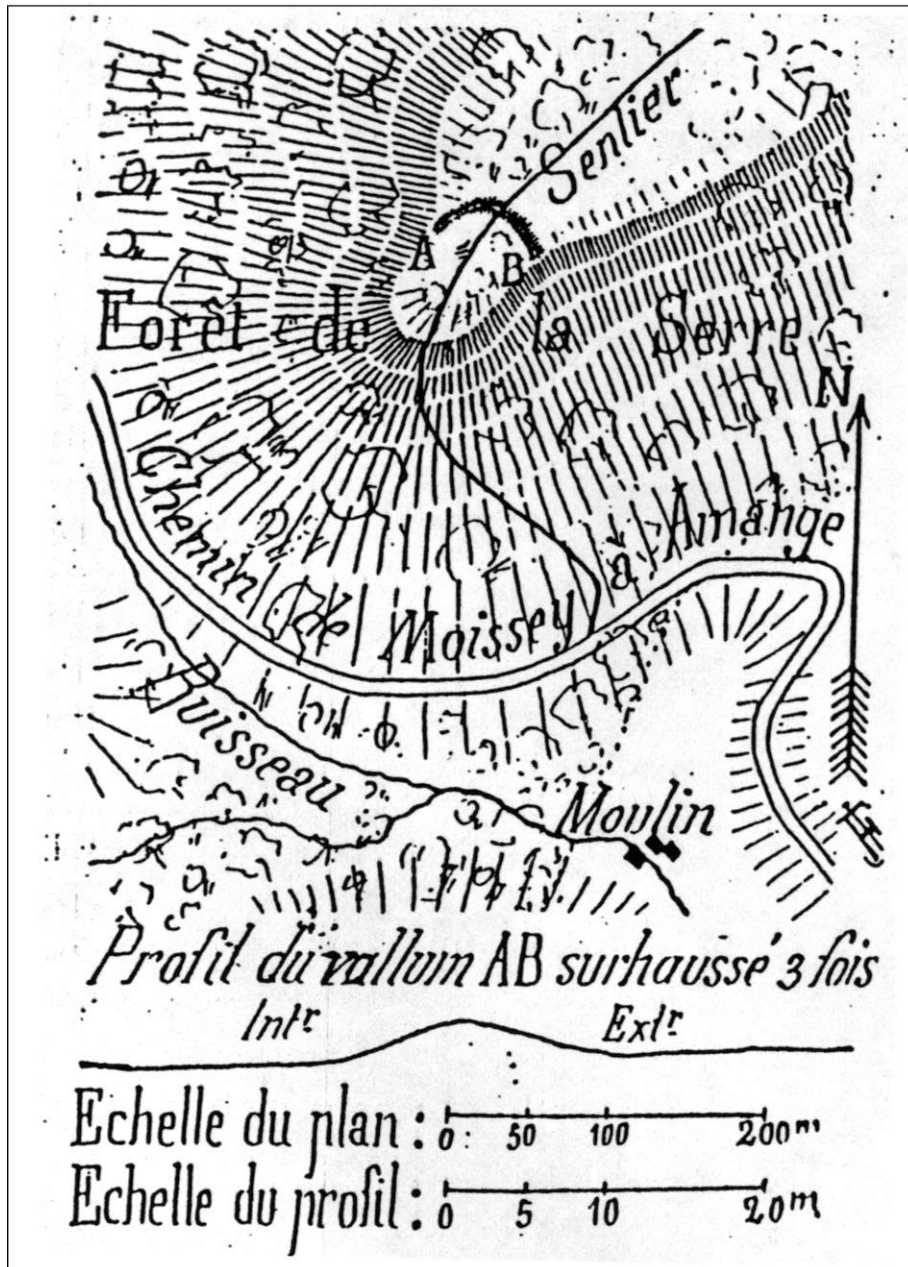 Sentier
A B
Forêt de la Serre
N
Chemin de Moissey à Amange
Ruisseau
Moulin
Profil du vallum AB surhaussé 3 fois
Intr. Extr.
Echelle du plan : 0 50 100 200m
Echelle du profil : 0 5 10 20m